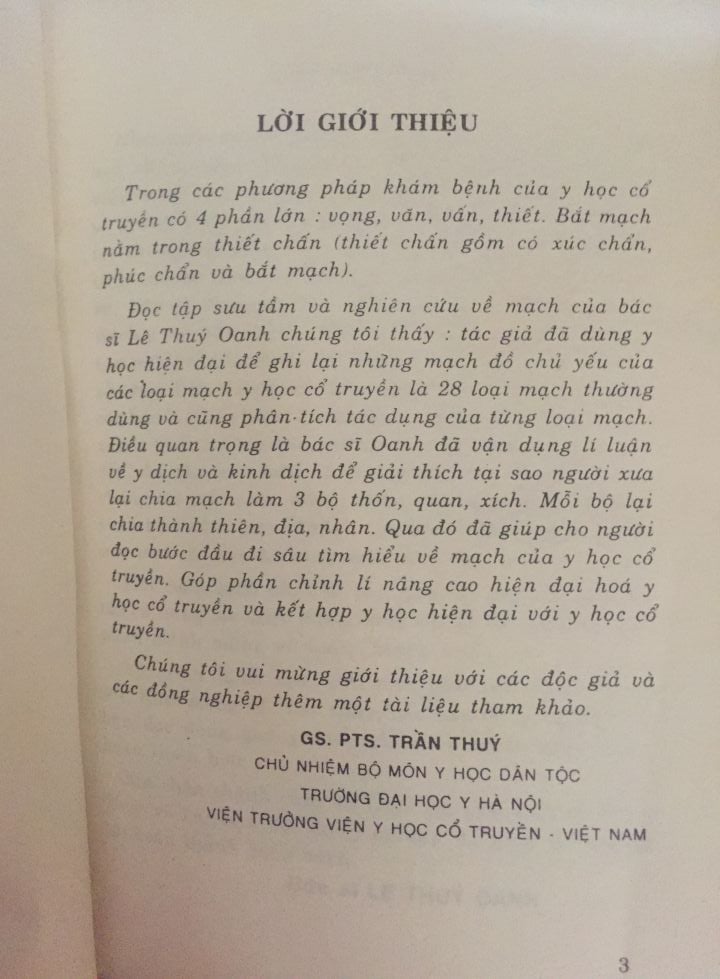 LỜI GIỚI THIỆU
Trong các phương pháp khám bệnh của y học cổ
truyền có 4 phần lớn : vọng, văn, vấn, thiết. Bắt mạch
nằm trong thiết chấn (thiết chấn gồm có xúc chẩn,
phúc chẩn và bắt mạch).
Đọc tập sưu tầm và nghiên cứu về mạch của bác
sĩ Lê Thuý Oanh chúng tôi thấy : tác giả đã dùng y
học hiện đại để ghi lại những mạch đồ chủ yếu của
các loại mạch y học cổ truyền là 28 loại mạch thường
dùng và cũng phân·tích tác dụng của từng loại mạch.
Điều quan trọng là bác sĩ Oanh đã vận dụng lí luận
về y dịch và kinh dịch để giải thích tại sao người xưa
lại chia mạch làm 3 bộ thốn, quan, xích. Mỗi bộ lại
chia thành thiên, địa, nhân. Qua đó đã giúp cho người
đọc bước đầu đi sâu tìm hiểu về mạch của y học cổ
truyền. Góp phần chỉnh lí nâng cao hiện đại hoá y
học cổ truyền và kết hợp y học hiện đại với y học cổ
truyền.
Chúng tôi vui mừng giới thiệu với các độc giả và
các đồng nghiệp thêm một tài liệu tham khảo.
GS. PTS. TRẦN THUÝ
CHỦ NHIỆM BỘ MÔN Y HỌC DÂN TỘC
TRƯỜNG ĐẠI HỌC Y HÀ NỘI
VIỆN TRƯỞNG VIỆN Y HỌC CỔ TRUYỀN - VIỆT NAM
3